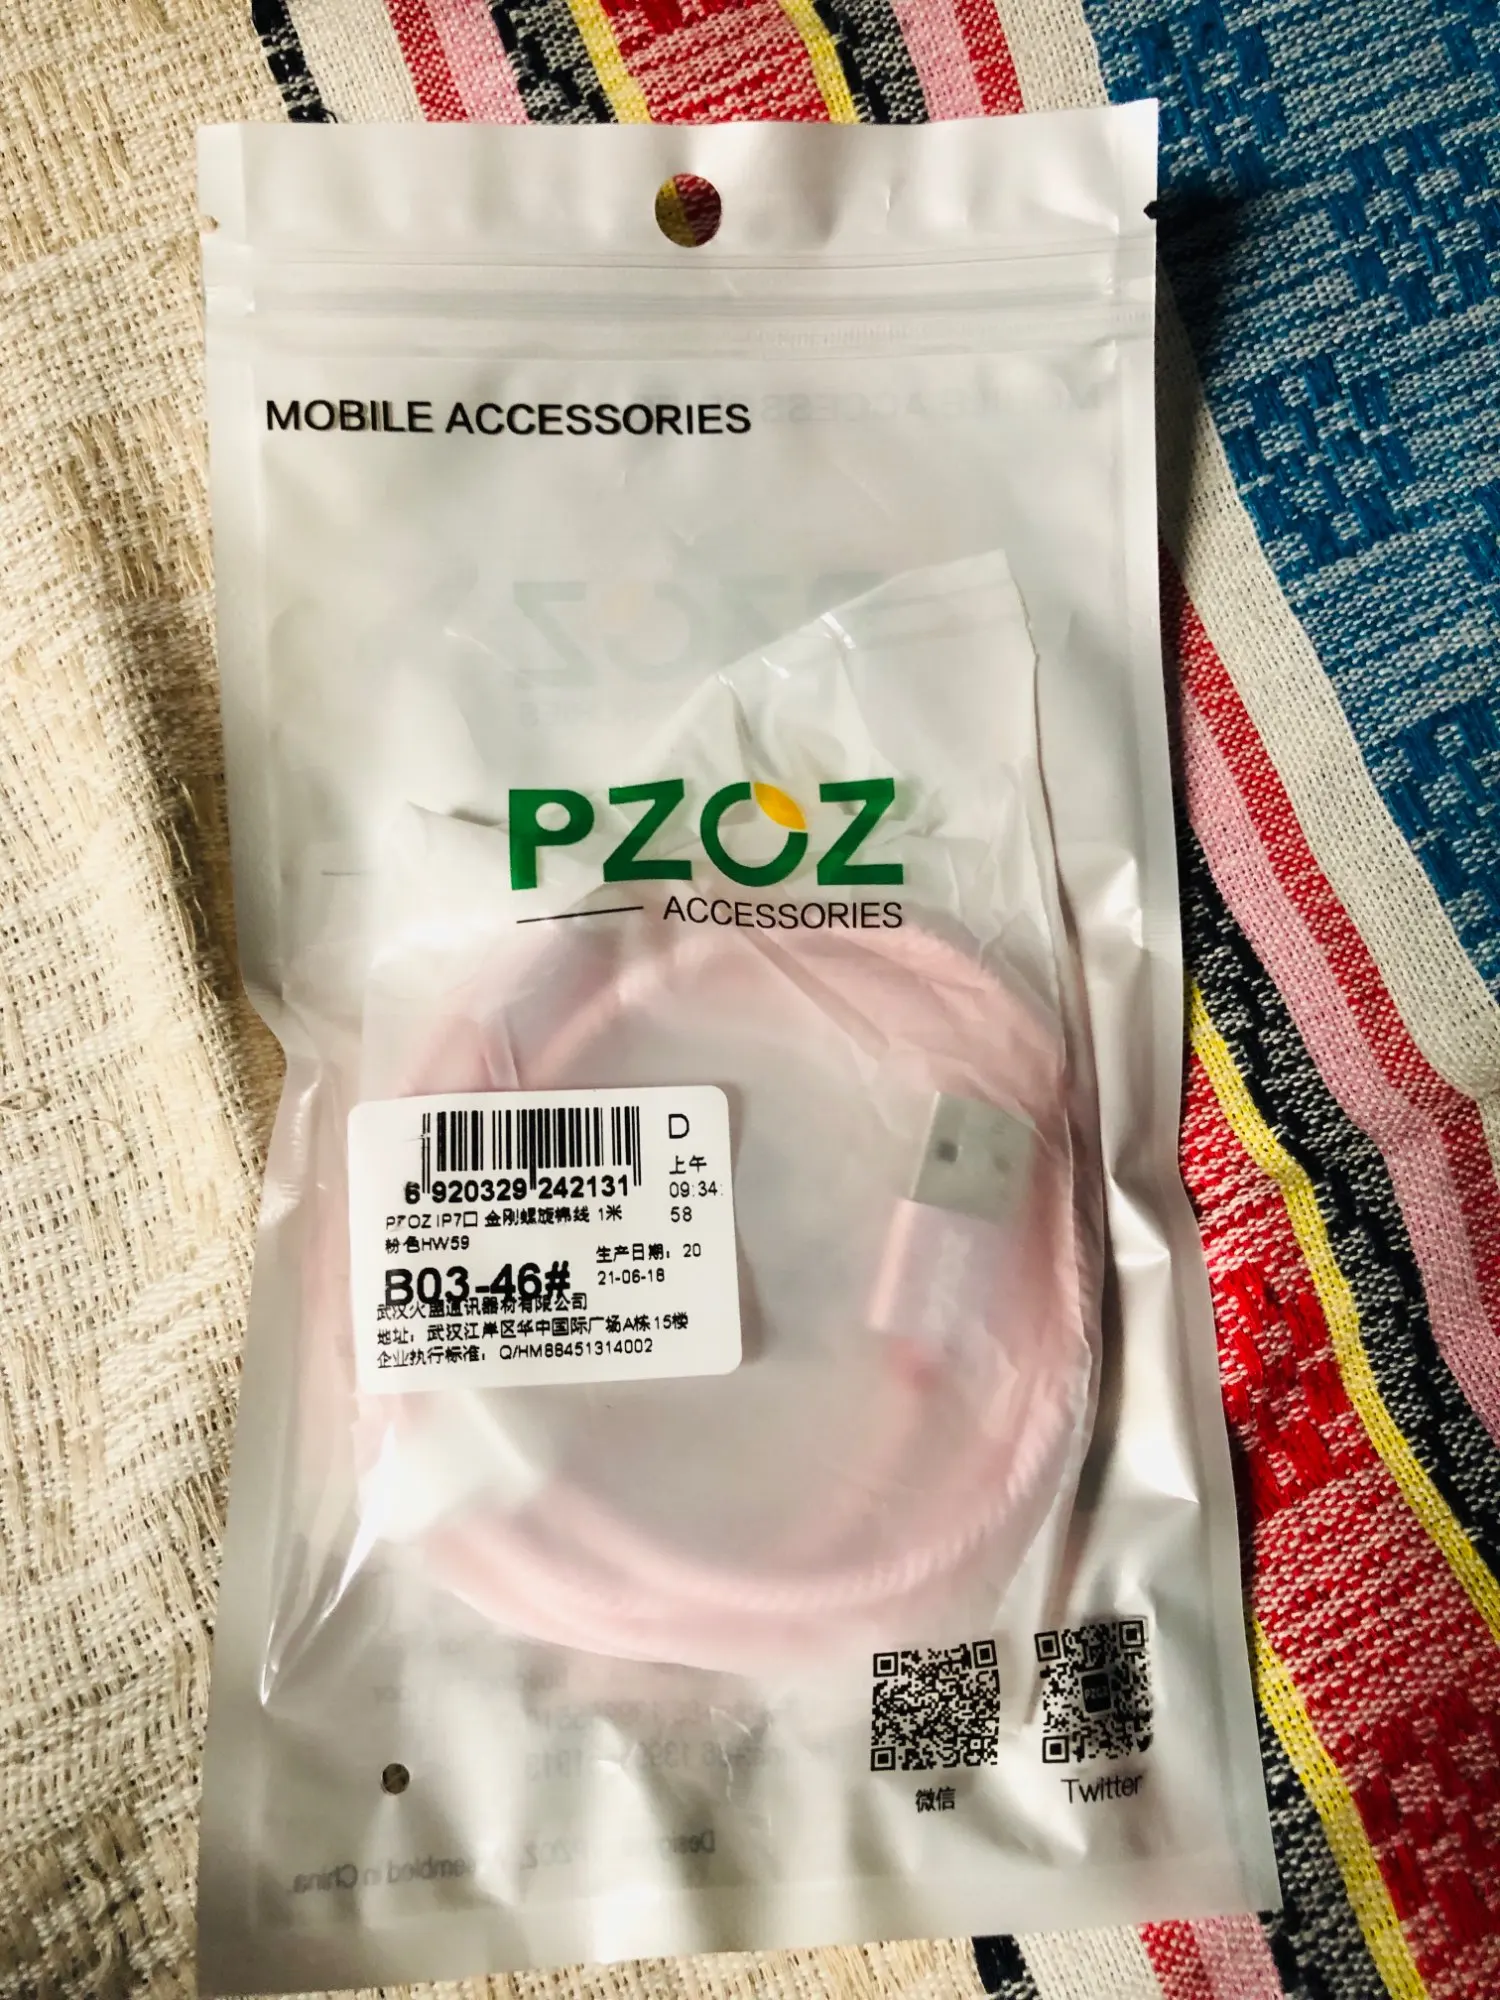 MOBILE ACCESSORIES
PZOZ
ACCESSORIES
6 920329 242131
D
上午
09:34:
58
PZOZ IP7口 金刚螺旋棉线 1米
粉色HW59
生产日期：20
21-06-18
B03-46#
武汉火盟通讯器材有限公司
地址：武汉江岸区华中国际广场A栋15楼
企业执行标准：Q/HM88451314002
微信
Twitter